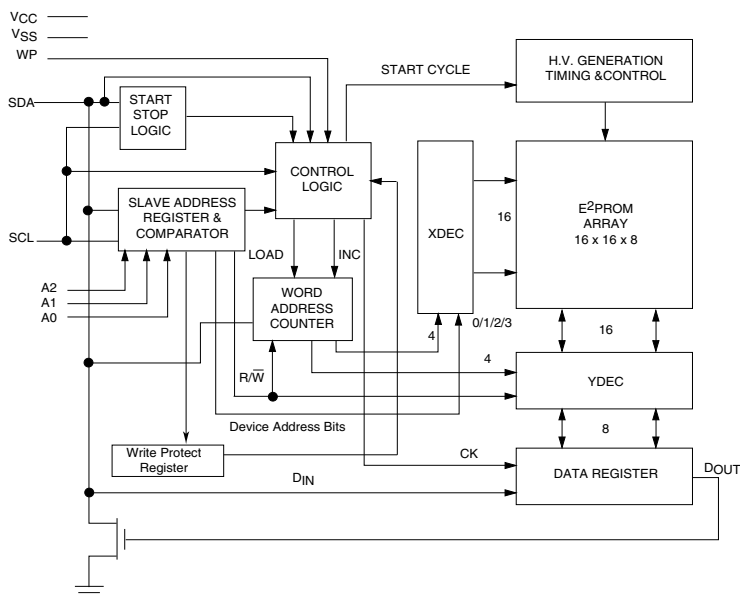 VCC
VSS
WP
H.V. GENERATION
TIMING &CONTROL
START CYCLE
SDA
START
STOP
LOGIC
CONTROL
LOGIC
XDEC
16
E2PROM
ARRAY
16 x 16 x 8
SLAVE ADDRESS
REGISTER &
COMPARATOR
SCL
LOAD
INC
A2
A1
A0
WORD
ADDRESS
COUNTER
0/1/2/3
4
16
4
R/W̅
YDEC
Device Address Bits
8
Write Protect
Register
CK
DATA REGISTER
DOUT
DIN